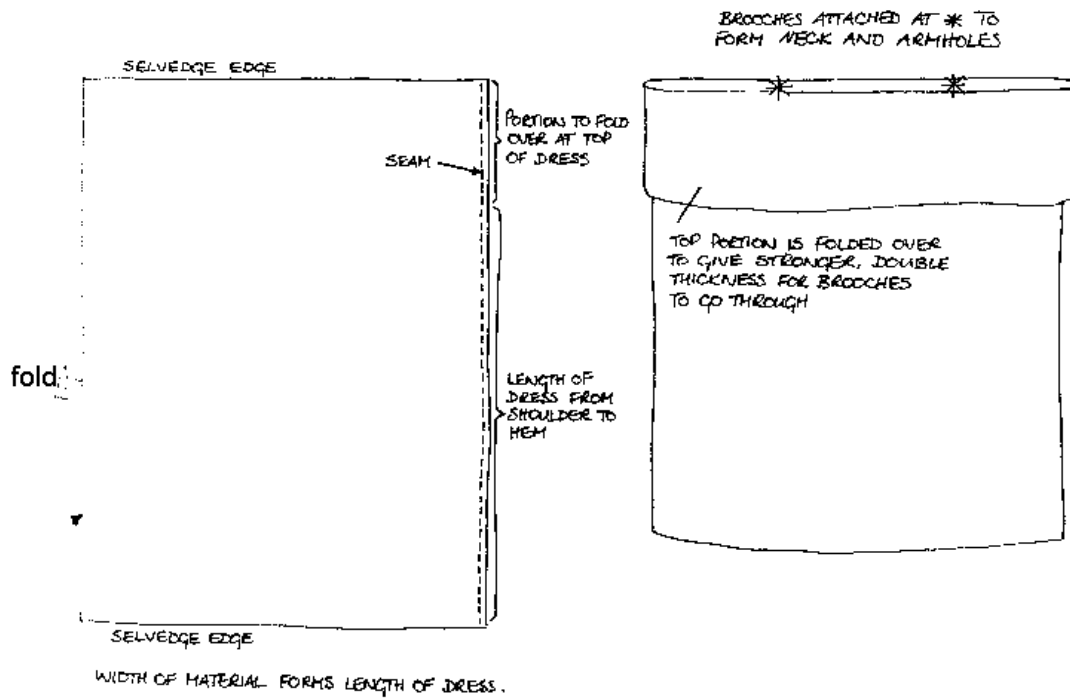 BROOCHES ATTACHED AT * TO
FORM NECK AND ARMHOLES
SELVEDGE EDGE
PORTION TO FOLD
OVER AT TOP
OF DRESS
SEAM
TOP PORTION IS FOLDED OVER
TO GIVE STRONGER, DOUBLE
THICKNESS FOR BROOCHES
TO GO THROUGH
fold
LENGTH OF
DRESS FROM
SHOULDER TO
HEM
SELVEDGE EDGE
WIDTH OF MATERIAL FORMS LENGTH OF DRESS.